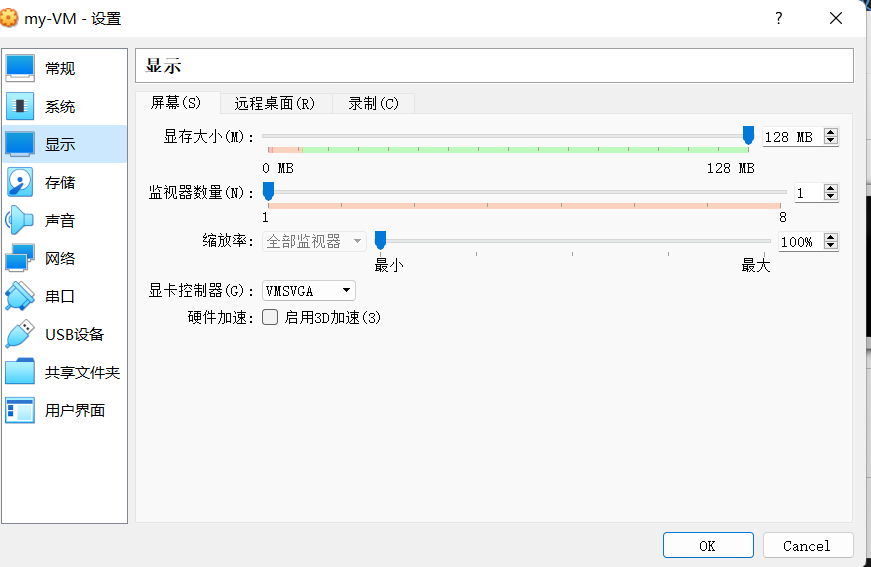 my-VM - 设置
?
常规
系统
显示
存储
声音
网络
串口
USB设备
共享文件夹
用户界面
显示
屏幕(S)
远程桌面(R)
录制(C)
显存大小(M):
128 MB
0 MB
128 MB
监视器数量(N):
1
1
8
缩放率:
全部监视器
100%
最小
最大
显卡控制器(G):
VMSVGA
硬件加速:
启用3D加速(3)
OK
Cancel